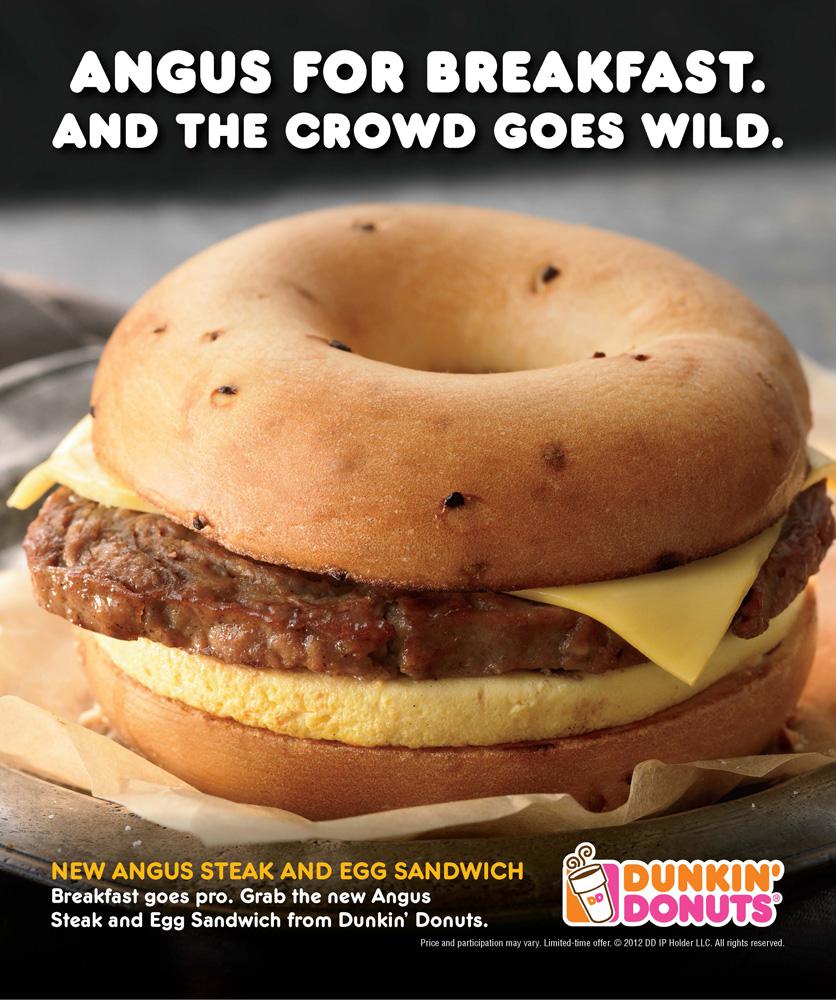 ANGUS FOR BREAKFAST.
AND THE CROWD GOES WILD.
NEW ANGUS STEAK AND EGG SANDWICH
Breakfast goes pro. Grab the new Angus
Steak and Egg Sandwich from Dunkin' Donuts.
DD
DUNKIN'
DONUTS®
Price and participation may vary. Limited-time offer. © 2012 DD IP Holder LLC. All rights reserved.